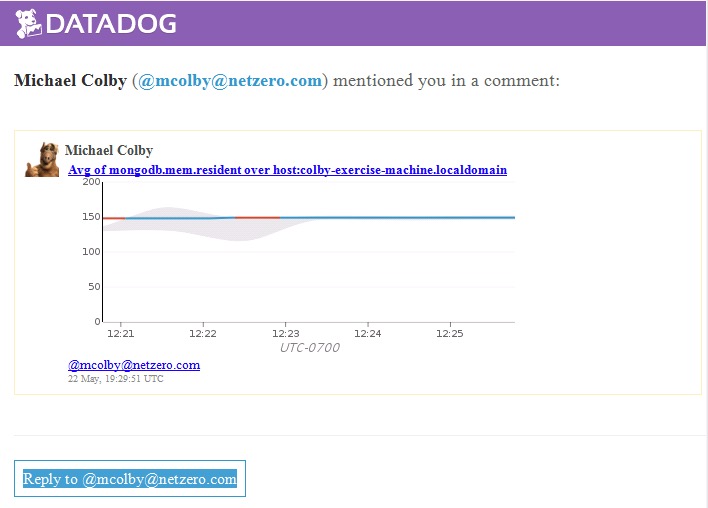 DATADOG
Michael Colby (@mcolby@netzero.com) mentioned you in a comment:
Michael Colby
Avg of mongodb.mem.resident over host:colby-exercise-machine.localdomain
200
150
100
50
0
12:21 12:22 12:23 12:24 12:25
UTC-0700
@mcolby@netzero.com
22 May, 19:29:51 UTC
Reply to @mcolby@netzero.com